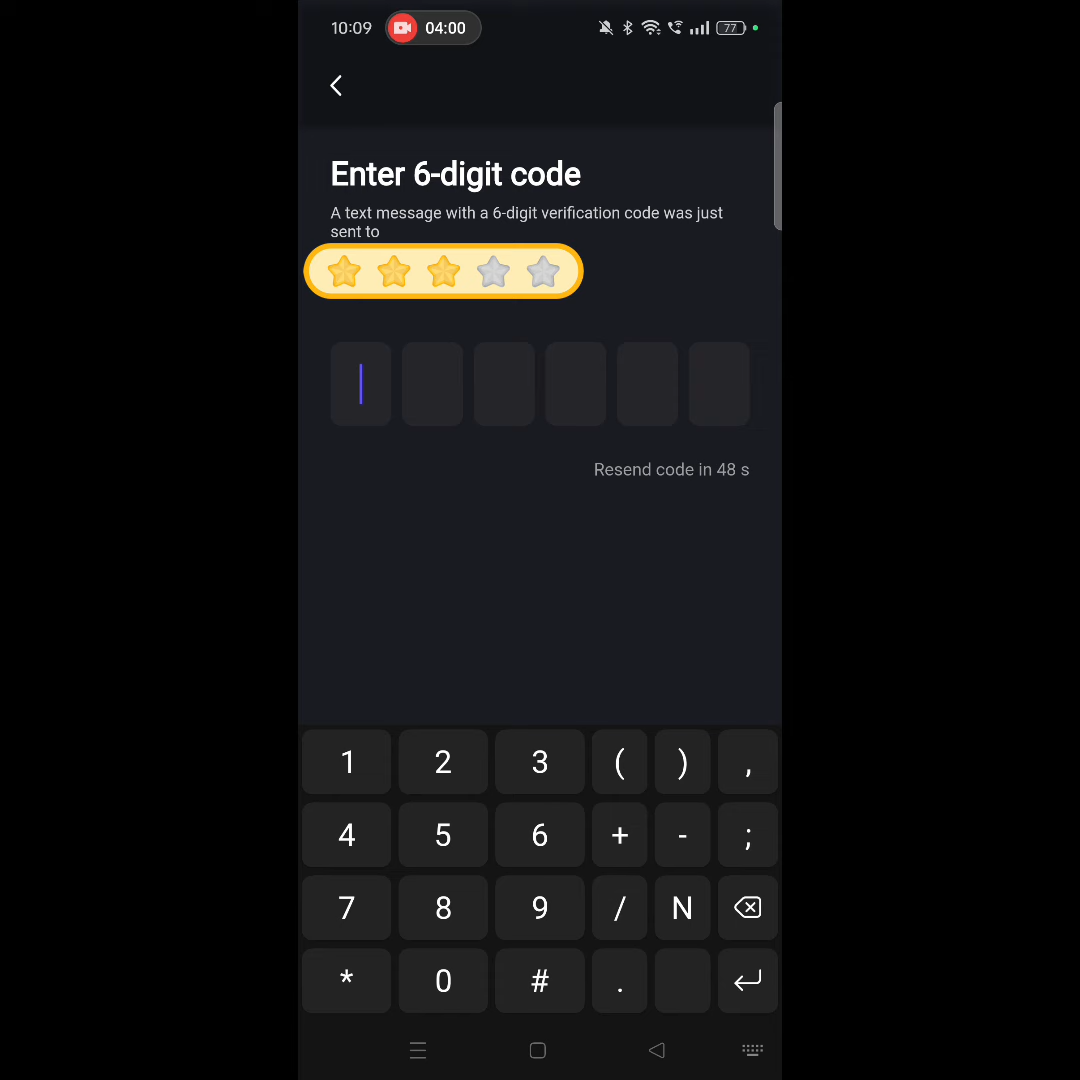 10:09 04:00 77
Enter 6-digit code
A text message with a 6-digit verification code was just
sent to
Resend code in 48 s
1 2 3 ( ) ,
4 5 6 + - ;
7 8 9 / N
* 0 # .